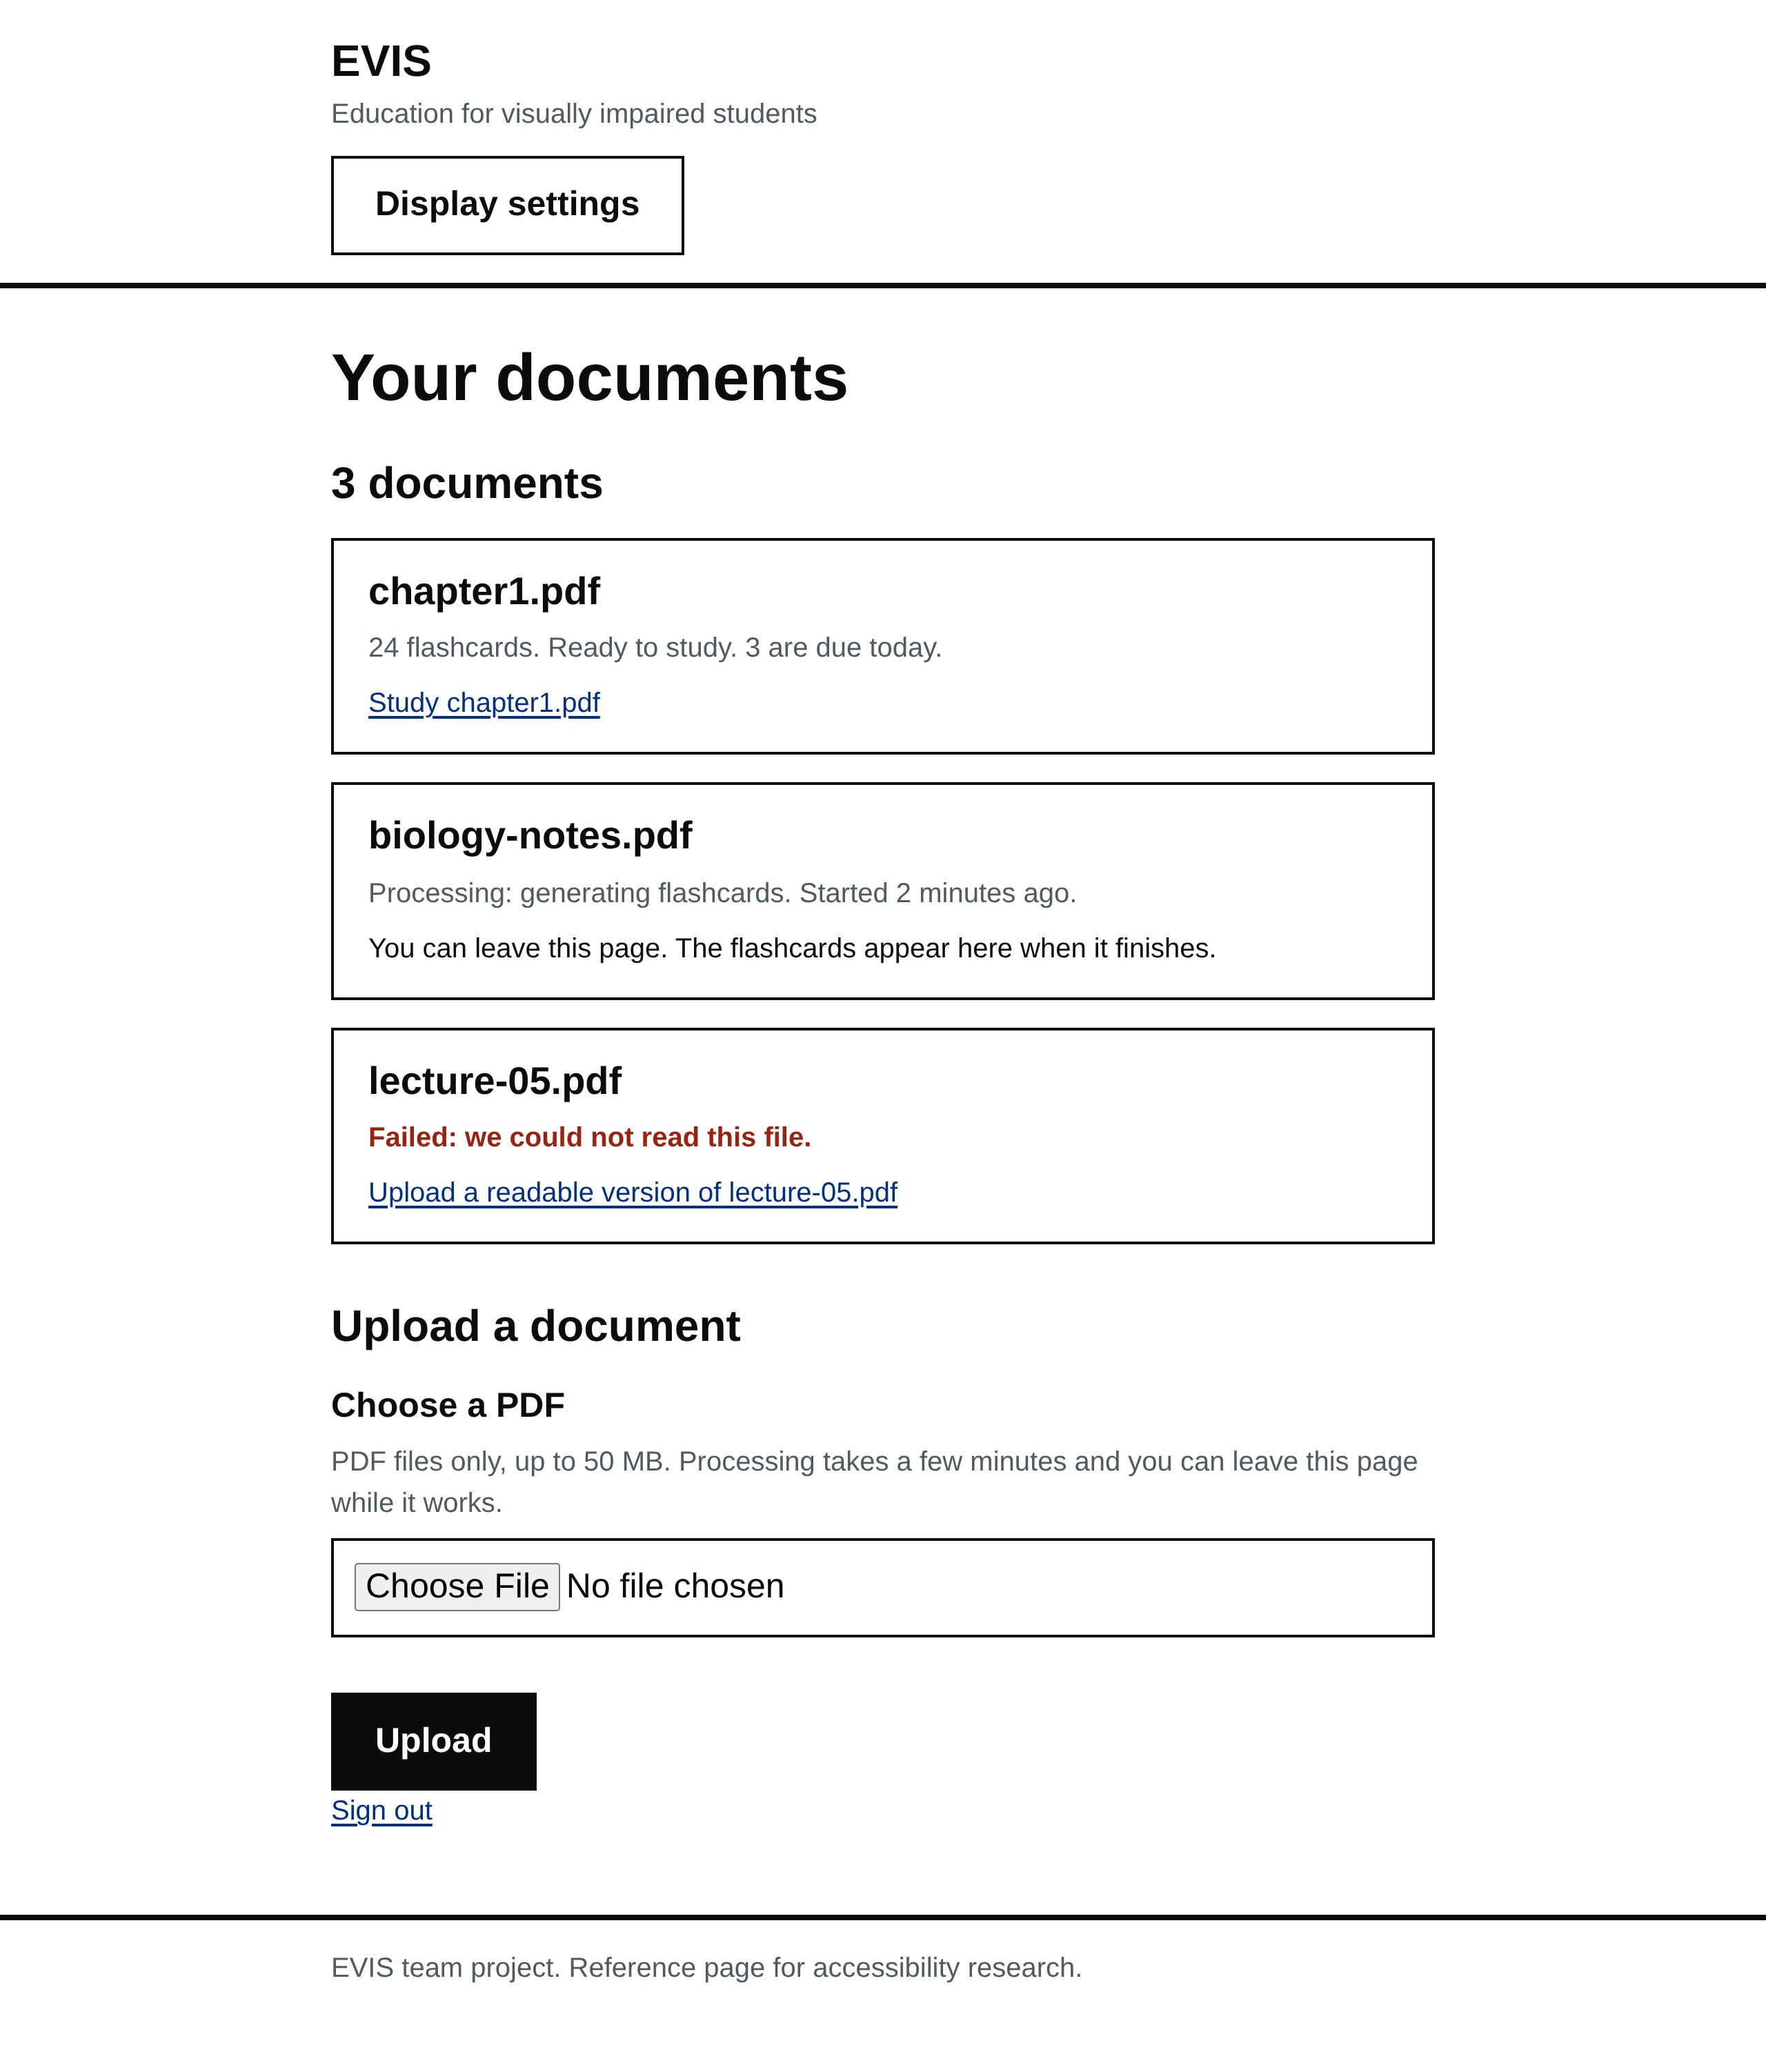 EVIS
Education for visually impaired students
Display settings
Your documents
3 documents
chapter1.pdf
24 flashcards. Ready to study. 3 are due today.
Study chapter1.pdf
biology-notes.pdf
Processing: generating flashcards. Started 2 minutes ago.
You can leave this page. The flashcards appear here when it finishes.
lecture-05.pdf
Failed: we could not read this file.
Upload a readable version of lecture-05.pdf
Upload a document
Choose a PDF
PDF files only, up to 50 MB. Processing takes a few minutes and you can leave this page
while it works.
Choose File No file chosen
Upload
Sign out
EVIS team project. Reference page for accessibility research.